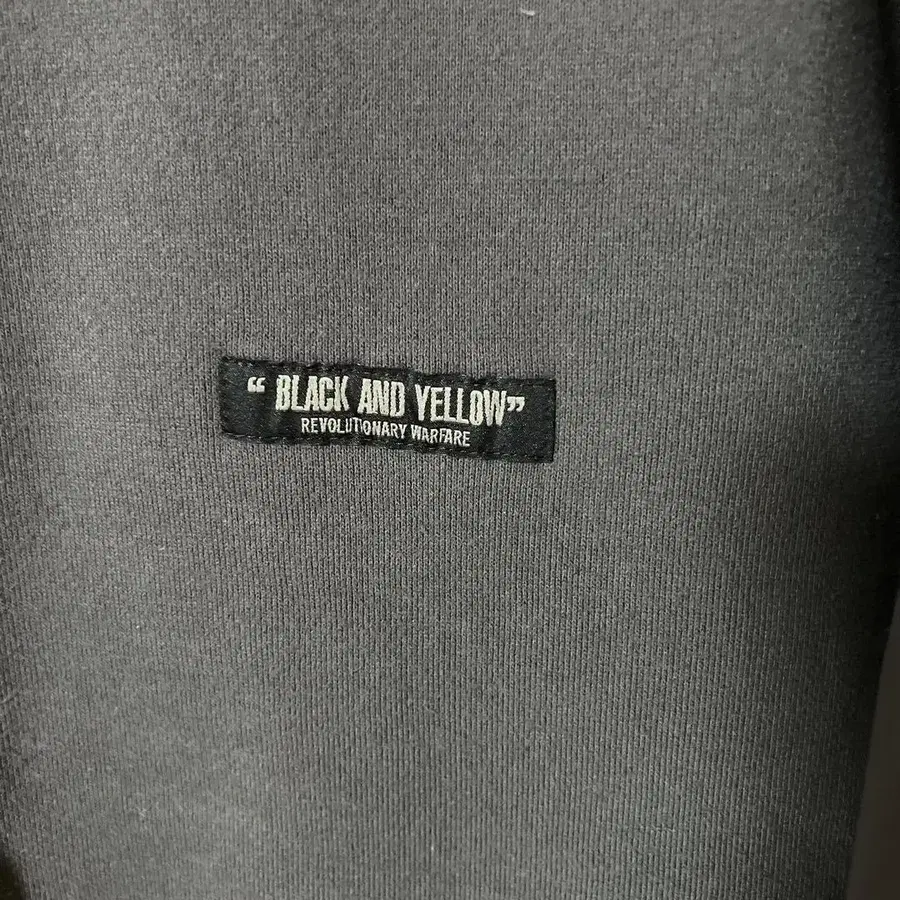 “ BLACK AND YELLOW”
REVOLUTIONARY WARFARE